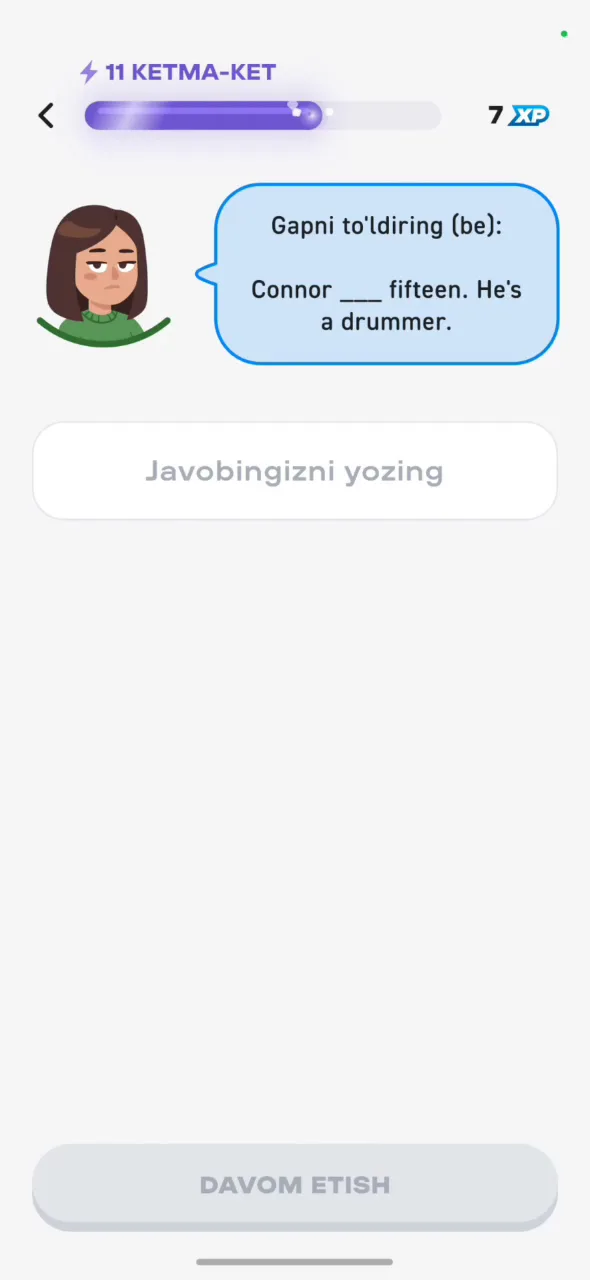 11 KETMA-KET
7 XP
Gapni to'ldiring (be):
Connor ___ fifteen. He's
a drummer.
Javobingizni yozing
DAVOM ETISH